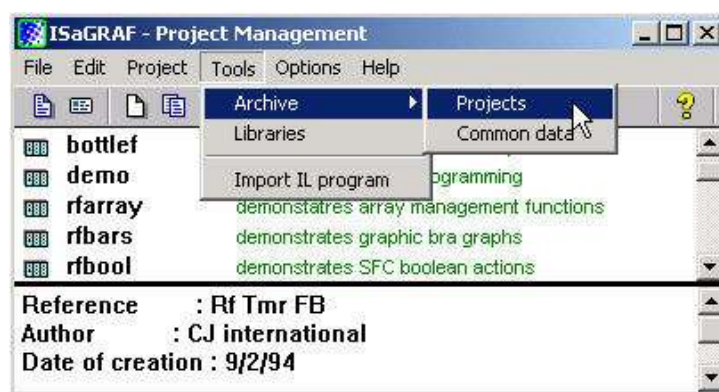 ISaGRAF - Project Management
File Edit Project Tools Options Help
Archive Projects
Libraries Common data
Import IL program
bottlef
demo ogramming
rfarray demonstatres array management functions
rfbars demonstrates graphic bra graphs
rfbool demonstrates SFC boolean actions
Reference : Rf Tmr FB
Author : CJ international
Date of creation : 9/2/94